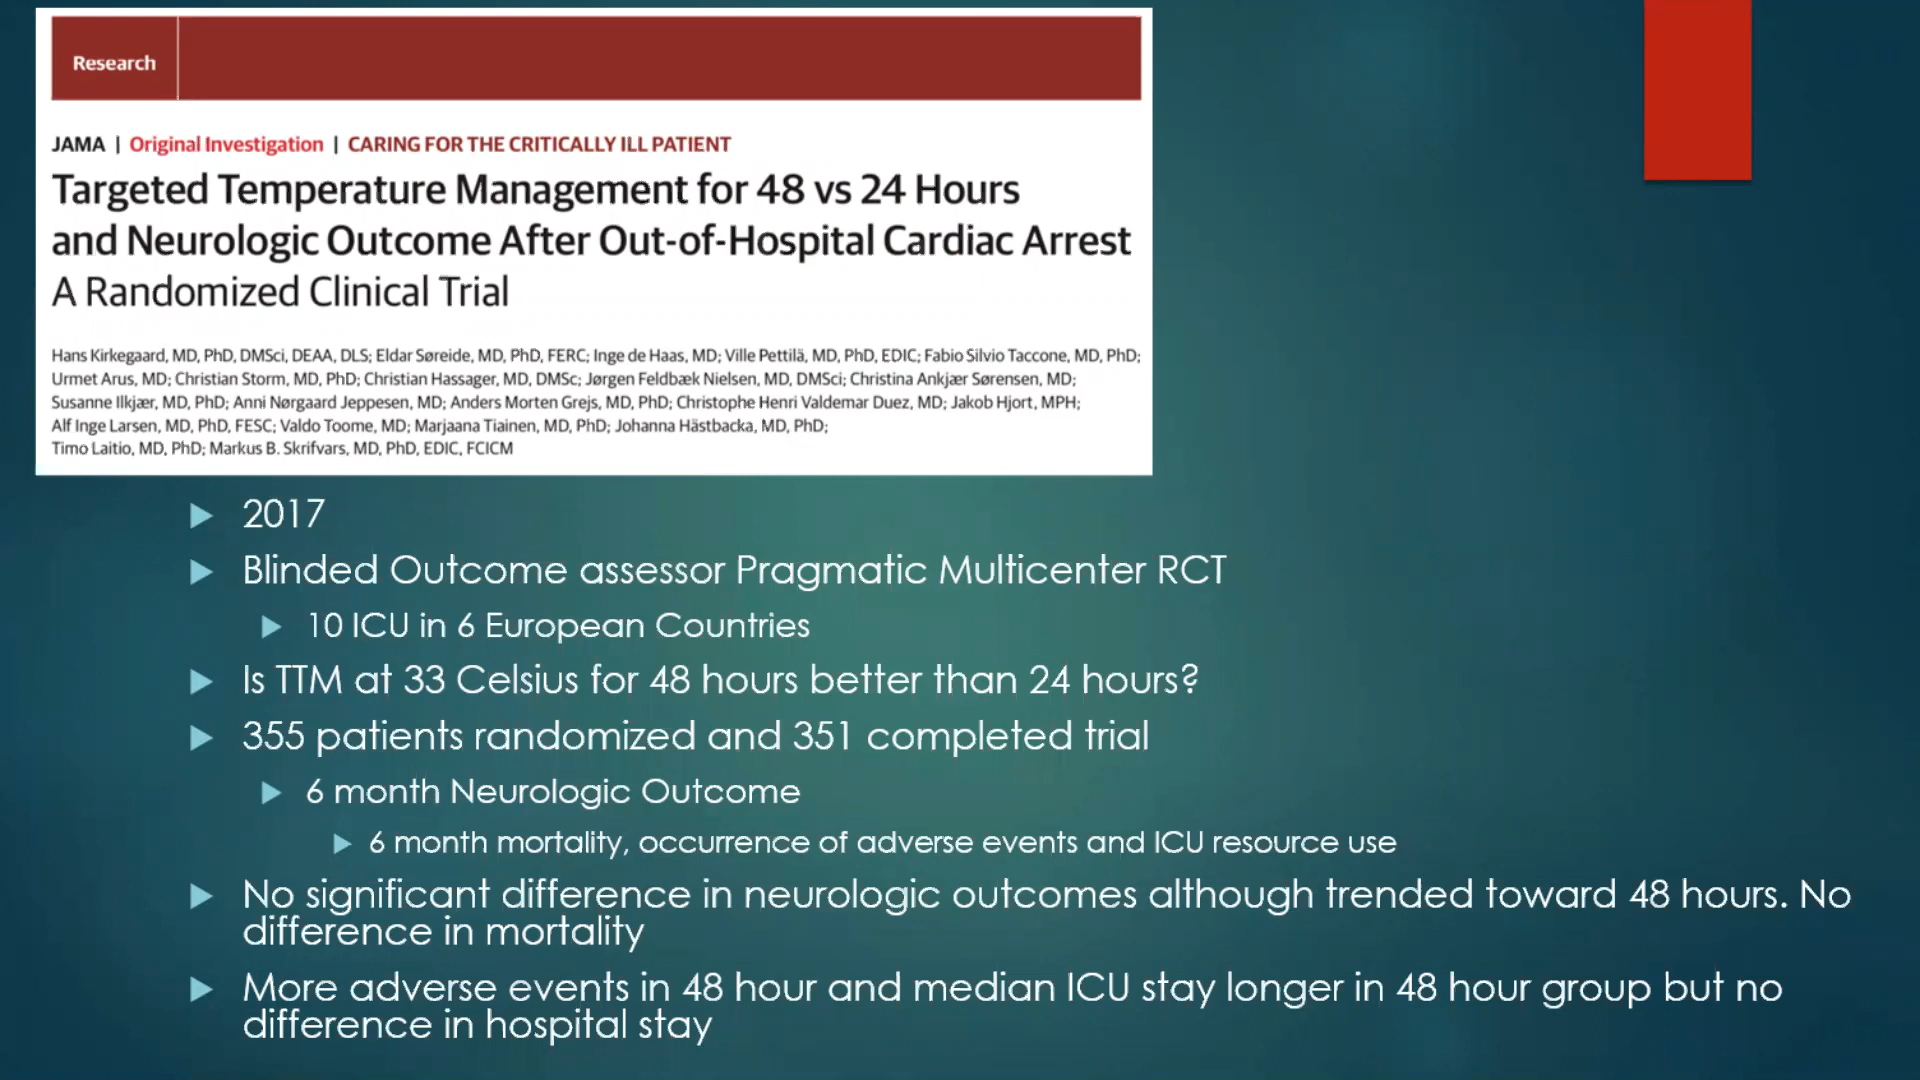 Research
JAMA | Original Investigation | CARING FOR THE CRITICALLY ILL PATIENT
Targeted Temperature Management for 48 vs 24 Hours
and Neurologic Outcome After Out-of-Hospital Cardiac Arrest
A Randomized Clinical Trial
Hans Kirkegaard, MD, PhD, DMSci, DEAA, DLS; Eldar Søreide, MD, PhD, FERC; Inge de Haas, MD; Ville Pettilä, MD, PhD, EDIC; Fabio Silvio Taccone, MD, PhD;
Urmet Arus, MD; Christian Storm, MD, PhD; Christian Hassager, MD, DMSc; Jørgen Feldbæk Nielsen, MD, DMSci; Christina Ankjær Sørensen, MD;
Susanne Ilkjær, MD, PhD; Anni Nørgaard Jeppesen, MD; Anders Morten Grejs, MD, PhD; Christophe Henri Valdemar Duez, MD; Jakob Hjort, MPH;
Alf Inge Larsen, MD, PhD, FESC; Valdo Toome, MD; Marjaana Tiainen, MD, PhD; Johanna Hästbacka, MD, PhD;
Timo Laitio, MD, PhD; Markus B. Skrifvars, MD, PhD, EDIC, FCICM
2017
Blinded Outcome assessor Pragmatic Multicenter RCT
10 ICU in 6 European Countries
Is TTM at 33 Celsius for 48 hours better than 24 hours?
355 patients randomized and 351 completed trial
6 month Neurologic Outcome
6 month mortality, occurrence of adverse events and ICU resource use
No significant difference in neurologic outcomes although trended toward 48 hours. No
difference in mortality
More adverse events in 48 hour and median ICU stay longer in 48 hour group but no
difference in hospital stay